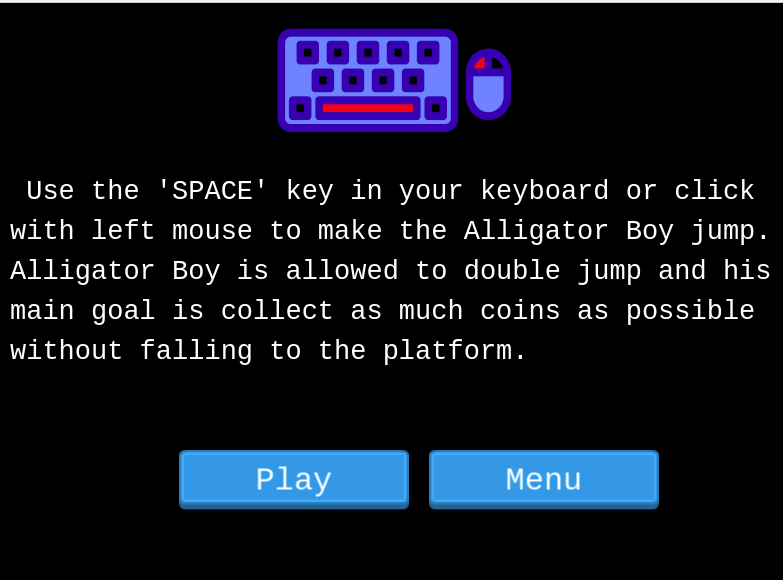 Use the 'SPACE' key in your keyboard or click
with left mouse to make the Alligator Boy jump.
Alligator Boy is allowed to double jump and his
main goal is collect as much coins as possible
without falling to the platform.
Play
Menu